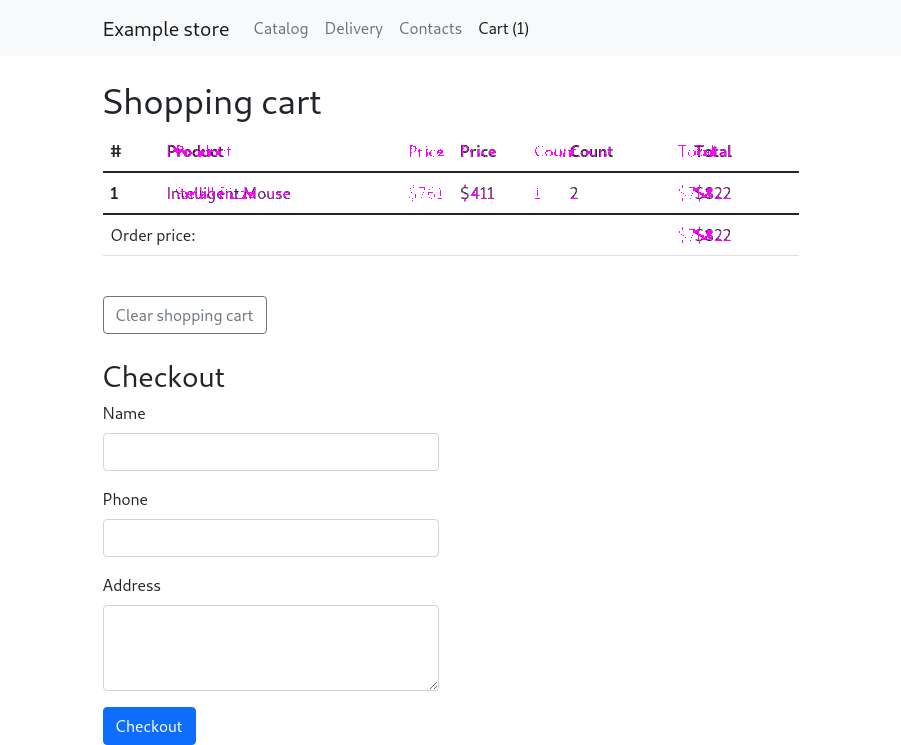 Example store Catalog Delivery Contacts Cart (1)
Shopping cart
# Product Price Count Total
1 Intelligent Mouse $411 2 $822
Order price: $822
Clear shopping cart
Checkout
Name
Phone
Address
Checkout